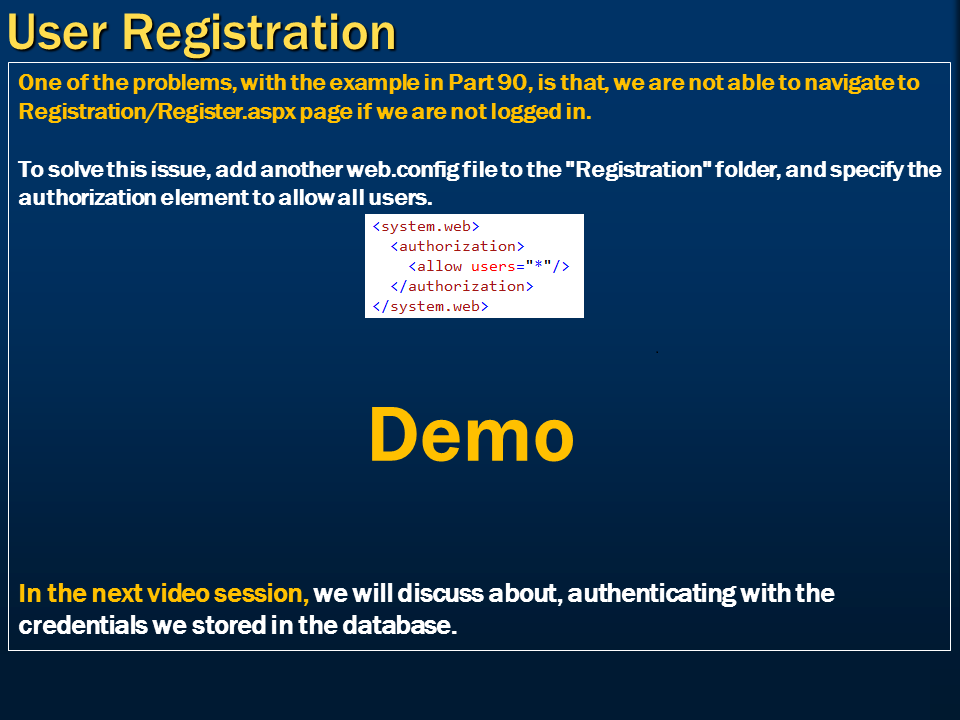 User Registration
One of the problems, with the example in Part 90, is that, we are not able to navigate to
Registration/Register.aspx page if we are not logged in.
To solve this issue, add another web.config file to the "Registration" folder, and specify the
authorization element to allow all users.
<system.web>
  <authorization>
    <allow users="*"/>
  </authorization>
</system.web>
Demo
In the next video session, we will discuss about, authenticating with the
credentials we stored in the database.